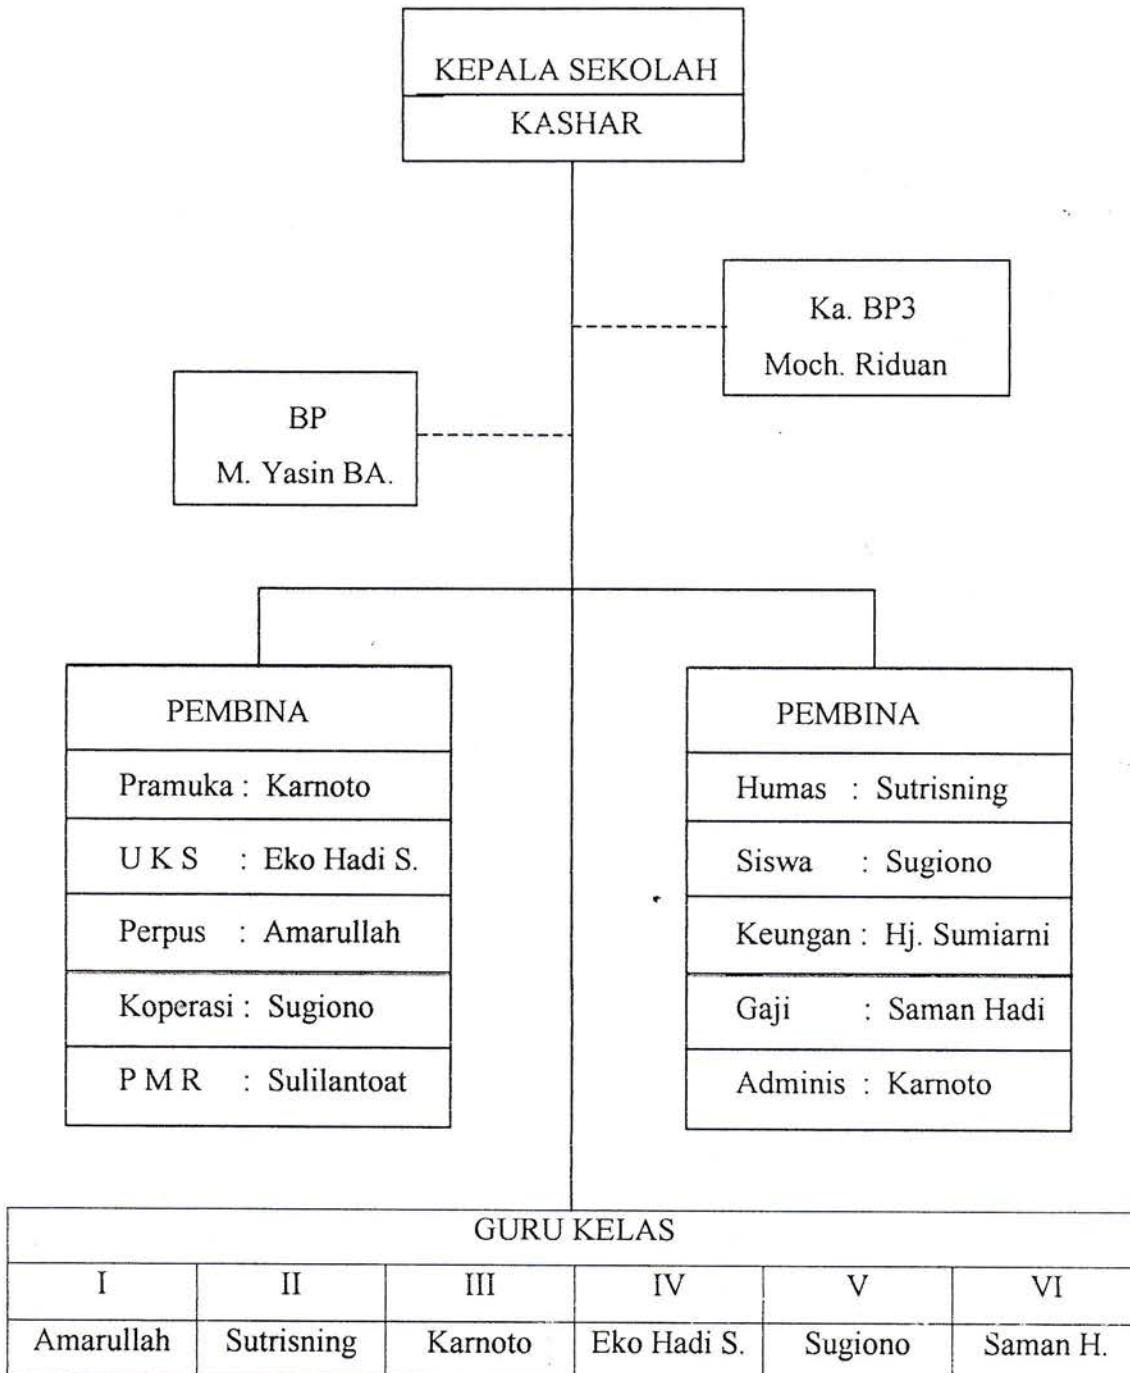 KEPALA SEKOLAH
KASHAR
Ka. BP3
Moch. Riduan
BP
M. Yasin BA.
PEMBINA
Pramuka : Karnoto
U K S : Eko Hadi S.
Perpus : Amarullah
Koperasi : Sugiono
P M R : Sulilantoat
PEMBINA
Humas : Sutrisning
Siswa : Sugiono
Keungan : Hj. Sumiarni
Gaji : Saman Hadi
Adminis : Karnoto
GURU KELAS
I II III IV V VI
Amarullah Sutrisning Karnoto Eko Hadi S. Sugiono Saman H.